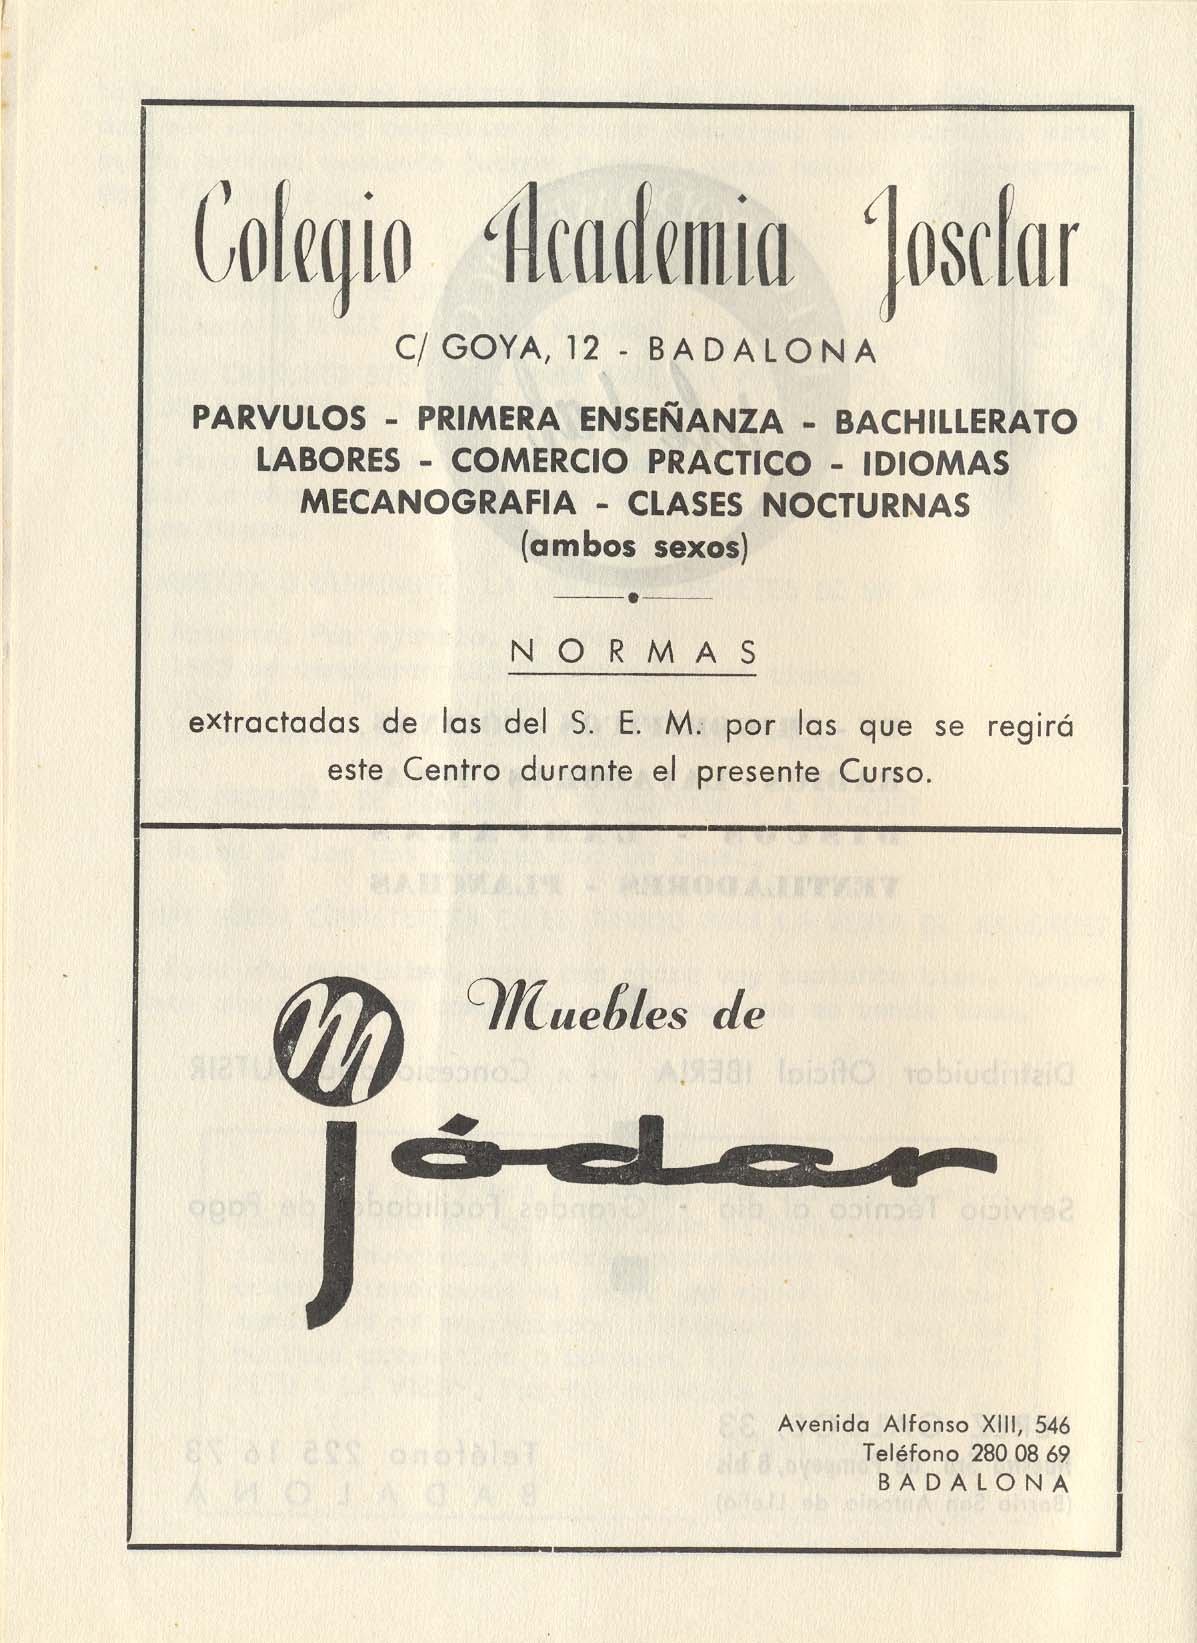 Colegio Academia Josclar
C/ GOYA, 12 - BADALONA
PARVULOS - PRIMERA ENSEÑANZA - BACHILLERATO
LABORES - COMERCIO PRACTICO - IDIOMAS
MECANOGRAFIA - CLASES NOCTURNAS
(ambos sexos)
NORMAS
extractadas de las del S. E. M. por las que se regirá
este Centro durante el presente Curso.
Muebles de
m
jódar
Avenida Alfonso XIII, 546
Teléfono 280 08 69
BADALONA